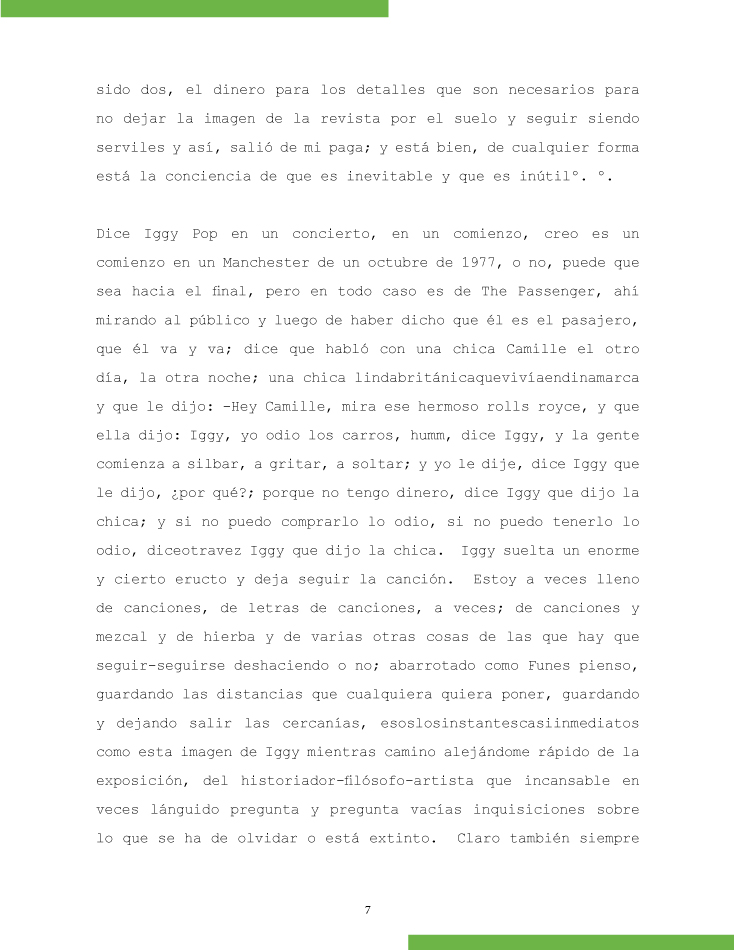 sido dos, el dinero para los detalles que son necesarios para
no dejar la imagen de la revista por el suelo y seguir siendo
serviles y así, salió de mi paga; y está bien, de cualquier forma
está la conciencia de que es inevitable y que es inútilº. º.
Dice Iggy Pop en un concierto, en un comienzo, creo es un
comienzo en un Manchester de un octubre de 1977, o no, puede que
sea hacia el final, pero en todo caso es de The Passenger, ahí
mirando al público y luego de haber dicho que él es el pasajero,
que él va y va; dice que habló con una chica Camille el otro
día, la otra noche; una chica lindabritánicaquevivíaendinamarca
y que le dijo: -Hey Camille, mira ese hermoso rolls royce, y que
ella dijo: Iggy, yo odio los carros, humm, dice Iggy, y la gente
comienza a silbar, a gritar, a soltar; y yo le dije, dice Iggy que
le dijo, ¿por qué?; porque no tengo dinero, dice Iggy que dijo la
chica; y si no puedo comprarlo lo odio, si no puedo tenerlo lo
odio, diceotravez Iggy que dijo la chica.  Iggy suelta un enorme
y cierto eructo y deja seguir la canción.  Estoy a veces lleno
de canciones, de letras de canciones, a veces; de canciones y
mezcal y de hierba y de varias otras cosas de las que hay que
seguir-seguirse deshaciendo o no; abarrotado como Funes pienso,
guardando las distancias que cualquiera quiera poner, guardando
y dejando salir las cercanías, esoslosinstantescasiinmediatos
como esta imagen de Iggy mientras camino alejándome rápido de la
exposición, del historiador-filósofo-artista que incansable en
veces lánguido pregunta y pregunta vacías inquisiciones sobre
lo que se ha de olvidar o está extinto.  Claro también siempre
7